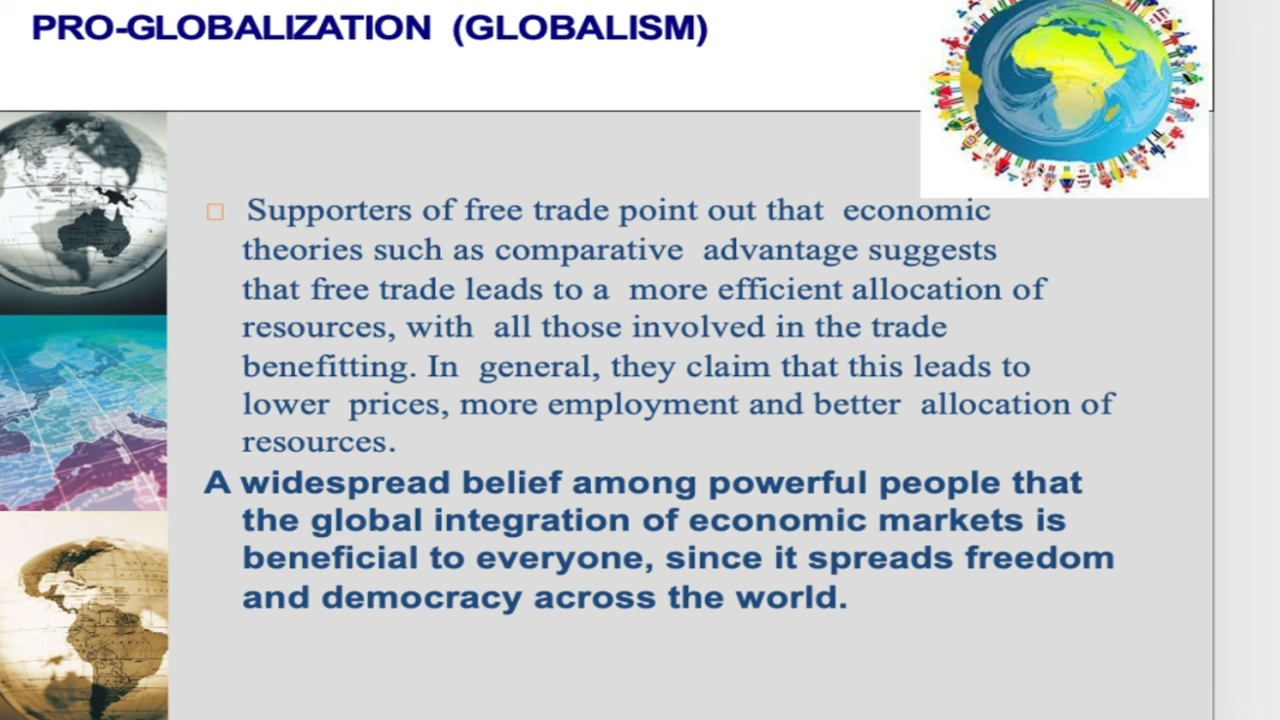 PRO-GLOBALIZATION (GLOBALISM)
Supporters of free trade point out that economic
theories such as comparative advantage suggests
that free trade leads to a more efficient allocation of
resources, with all those involved in the trade
benefitting. In general, they claim that this leads to
lower prices, more employment and better allocation of
resources.
A widespread belief among powerful people that
the global integration of economic markets is
beneficial to everyone, since it spreads freedom
and democracy across the world.